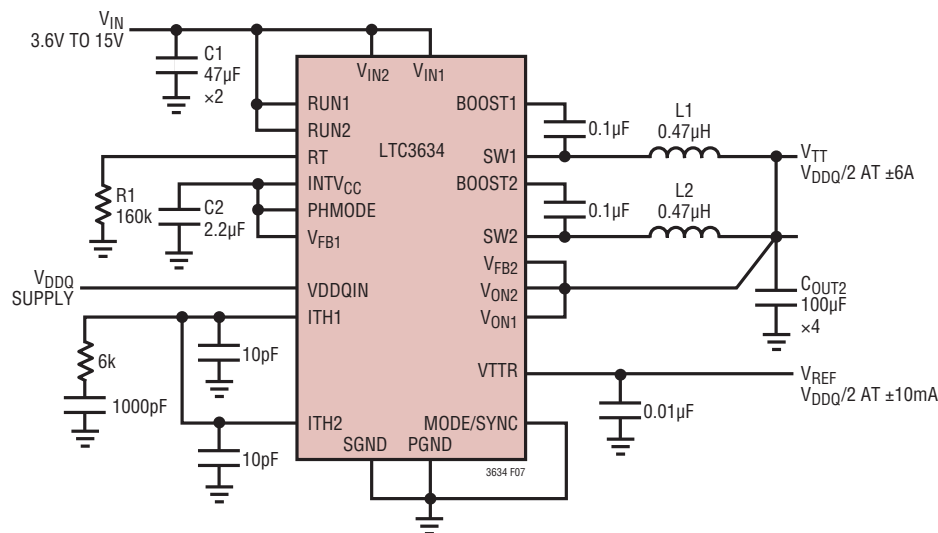 VIN
3.6V TO 15V
C1
47µF
×2
VIN2
VIN1
RUN1
RUN2
RT
INTVCC
PHMODE
VFB1
VDDQIN
ITH1
ITH2
SGND
PGND
LTC3634
BOOST1
SW1
BOOST2
SW2
VFB2
VON2
VON1
VTTR
MODE/SYNC
R1
160k
C2
2.2µF
VDDQ
SUPPLY
6k
1000pF
10pF
10pF
0.1µF
L1
0.47µH
0.1µF
L2
0.47µH
VTT
VDDQ/2 AT ±6A
COUT2
100µF
×4
VREF
VDDQ/2 AT ±10mA
0.01µF
3634 F07